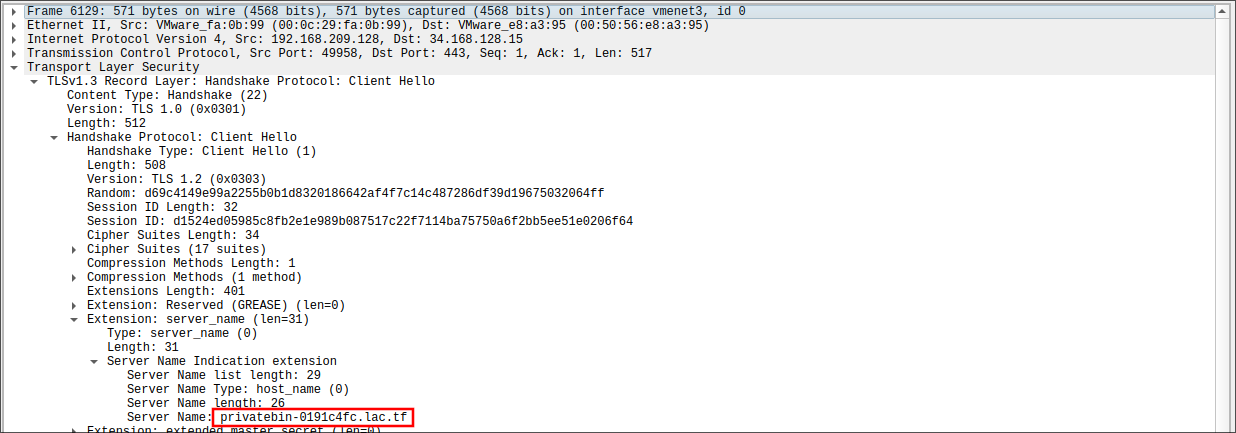 Frame 6129: 571 bytes on wire (4568 bits), 571 bytes captured (4568 bits) on interface vmenet3, id 0
Ethernet II, Src: VMware_fa:0b:99 (00:0c:29:fa:0b:99), Dst: VMware_e8:a3:95 (00:50:56:e8:a3:95)
Internet Protocol Version 4, Src: 192.168.209.128, Dst: 34.168.128.15
Transmission Control Protocol, Src Port: 49958, Dst Port: 443, Seq: 1, Ack: 1, Len: 517
Transport Layer Security
TLSv1.3 Record Layer: Handshake Protocol: Client Hello
Content Type: Handshake (22)
Version: TLS 1.0 (0x0301)
Length: 512
Handshake Protocol: Client Hello
Handshake Type: Client Hello (1)
Length: 508
Version: TLS 1.2 (0x0303)
Random: d69c4149e99a2255b0b1d8320186642af4f7c14c487286df39d19675032064ff
Session ID Length: 32
Session ID: d1524ed05985c8fb2e1e989b087517c22f7114ba75750a6f2bb5ee51e0206f64
Cipher Suites Length: 34
Cipher Suites (17 suites)
Compression Methods Length: 1
Compression Methods (1 method)
Extensions Length: 401
Extension: Reserved (GREASE) (len=0)
Extension: server_name (len=31)
Type: server_name (0)
Length: 31
Server Name Indication extension
Server Name list length: 29
Server Name Type: host_name (0)
Server Name length: 26
Server Name: privatebin-0191c4fc.lac.tf
Extension: extended_master_secret (len=0)